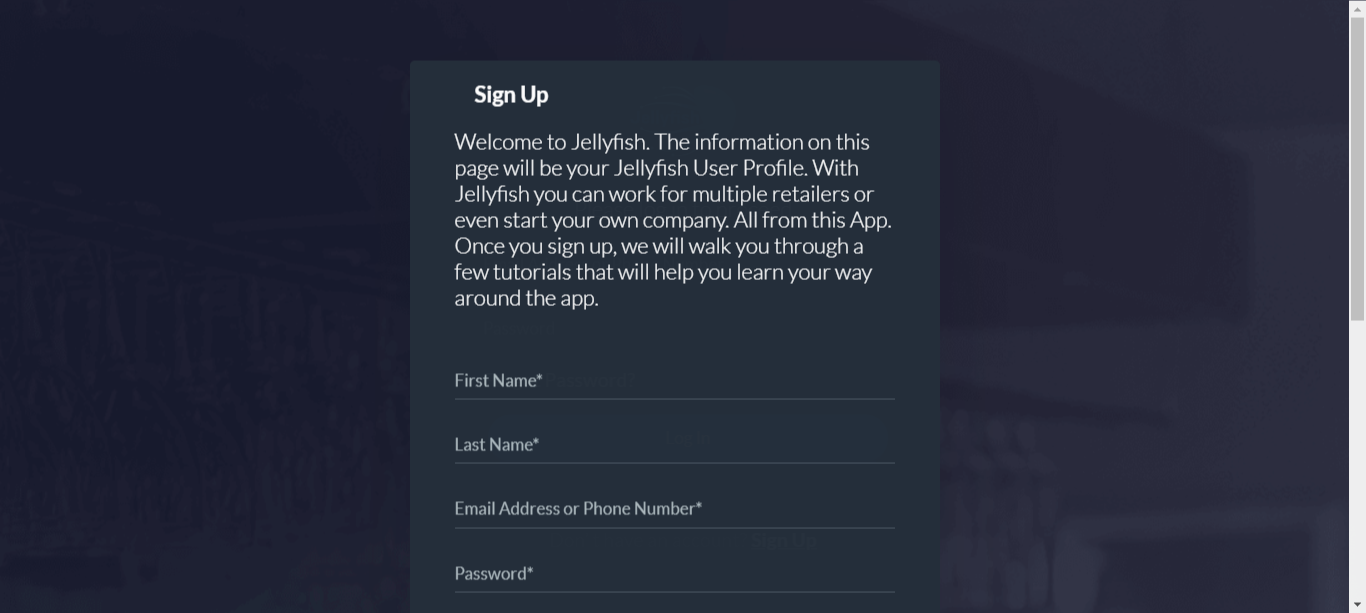 Sign Up
Welcome to Jellyfish. The information on this
page will be your Jellyfish User Profile. With
Jellyfish you can work for multiple retailers or
even start your own company. All from this App.
Once you sign up, we will walk you through a
few tutorials that will help you learn your way
around the app.
First Name*
Last Name*
Email Address or Phone Number*
Sign Up
Password*